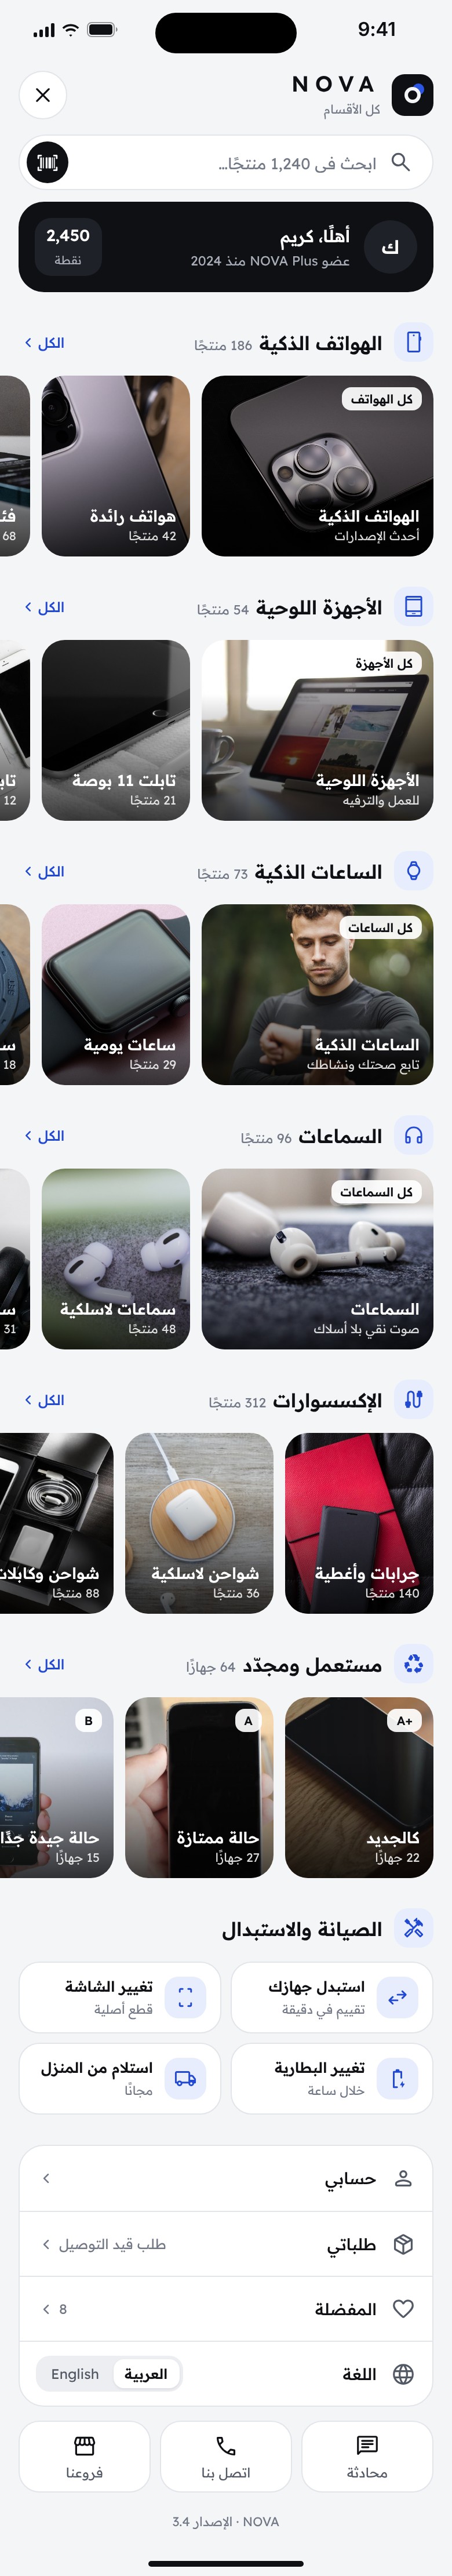 9:41
NOVA
كل الأقسام
ابحث في 1,240 منتجًا...
ك
أهلًا، كريم
عضو NOVA Plus منذ 2024
2,450
نقطة
الهواتف الذكية 186 منتجًا
الكل
كل الهواتف
الهواتف الذكية
أحدث الإصدارات
هواتف رائدة
42 منتجًا
68
الأجهزة اللوحية 54 منتجًا
الكل
كل الأجهزة
الأجهزة اللوحية
للعمل والترفيه
تابلت 11 بوصة
21 منتجًا
12
الساعات الذكية 73 منتجًا
الكل
كل الساعات
الساعات الذكية
تابع صحتك ونشاطك
ساعات يومية
29 منتجًا
18
السماعات 96 منتجًا
الكل
كل السماعات
السماعات
صوت نقي بلا أسلاك
سماعات لاسلكية
48 منتجًا
31
الإكسسوارات 312 منتجًا
الكل
جرابات وأغطية
140 منتجًا
شواحن لاسلكية
36 منتجًا
شواحن وكابلات
88 منتجًا
مستعمل ومجدّد 64 جهازًا
الكل
A+
كالجديد
22 جهازًا
A
حالة ممتازة
27 جهازًا
B
حالة جيدة جدًا
15 جهازًا
الصيانة والاستبدال
استبدل جهازك
تقييم في دقيقة
تغيير الشاشة
قطع أصلية
تغيير البطارية
خلال ساعة
استلام من المنزل
مجانًا
حسابي
طلباتي
طلب قيد التوصيل
المفضلة
8
اللغة
العربية
English
محادثة
اتصل بنا
فروعنا
NOVA · الإصدار 3.4